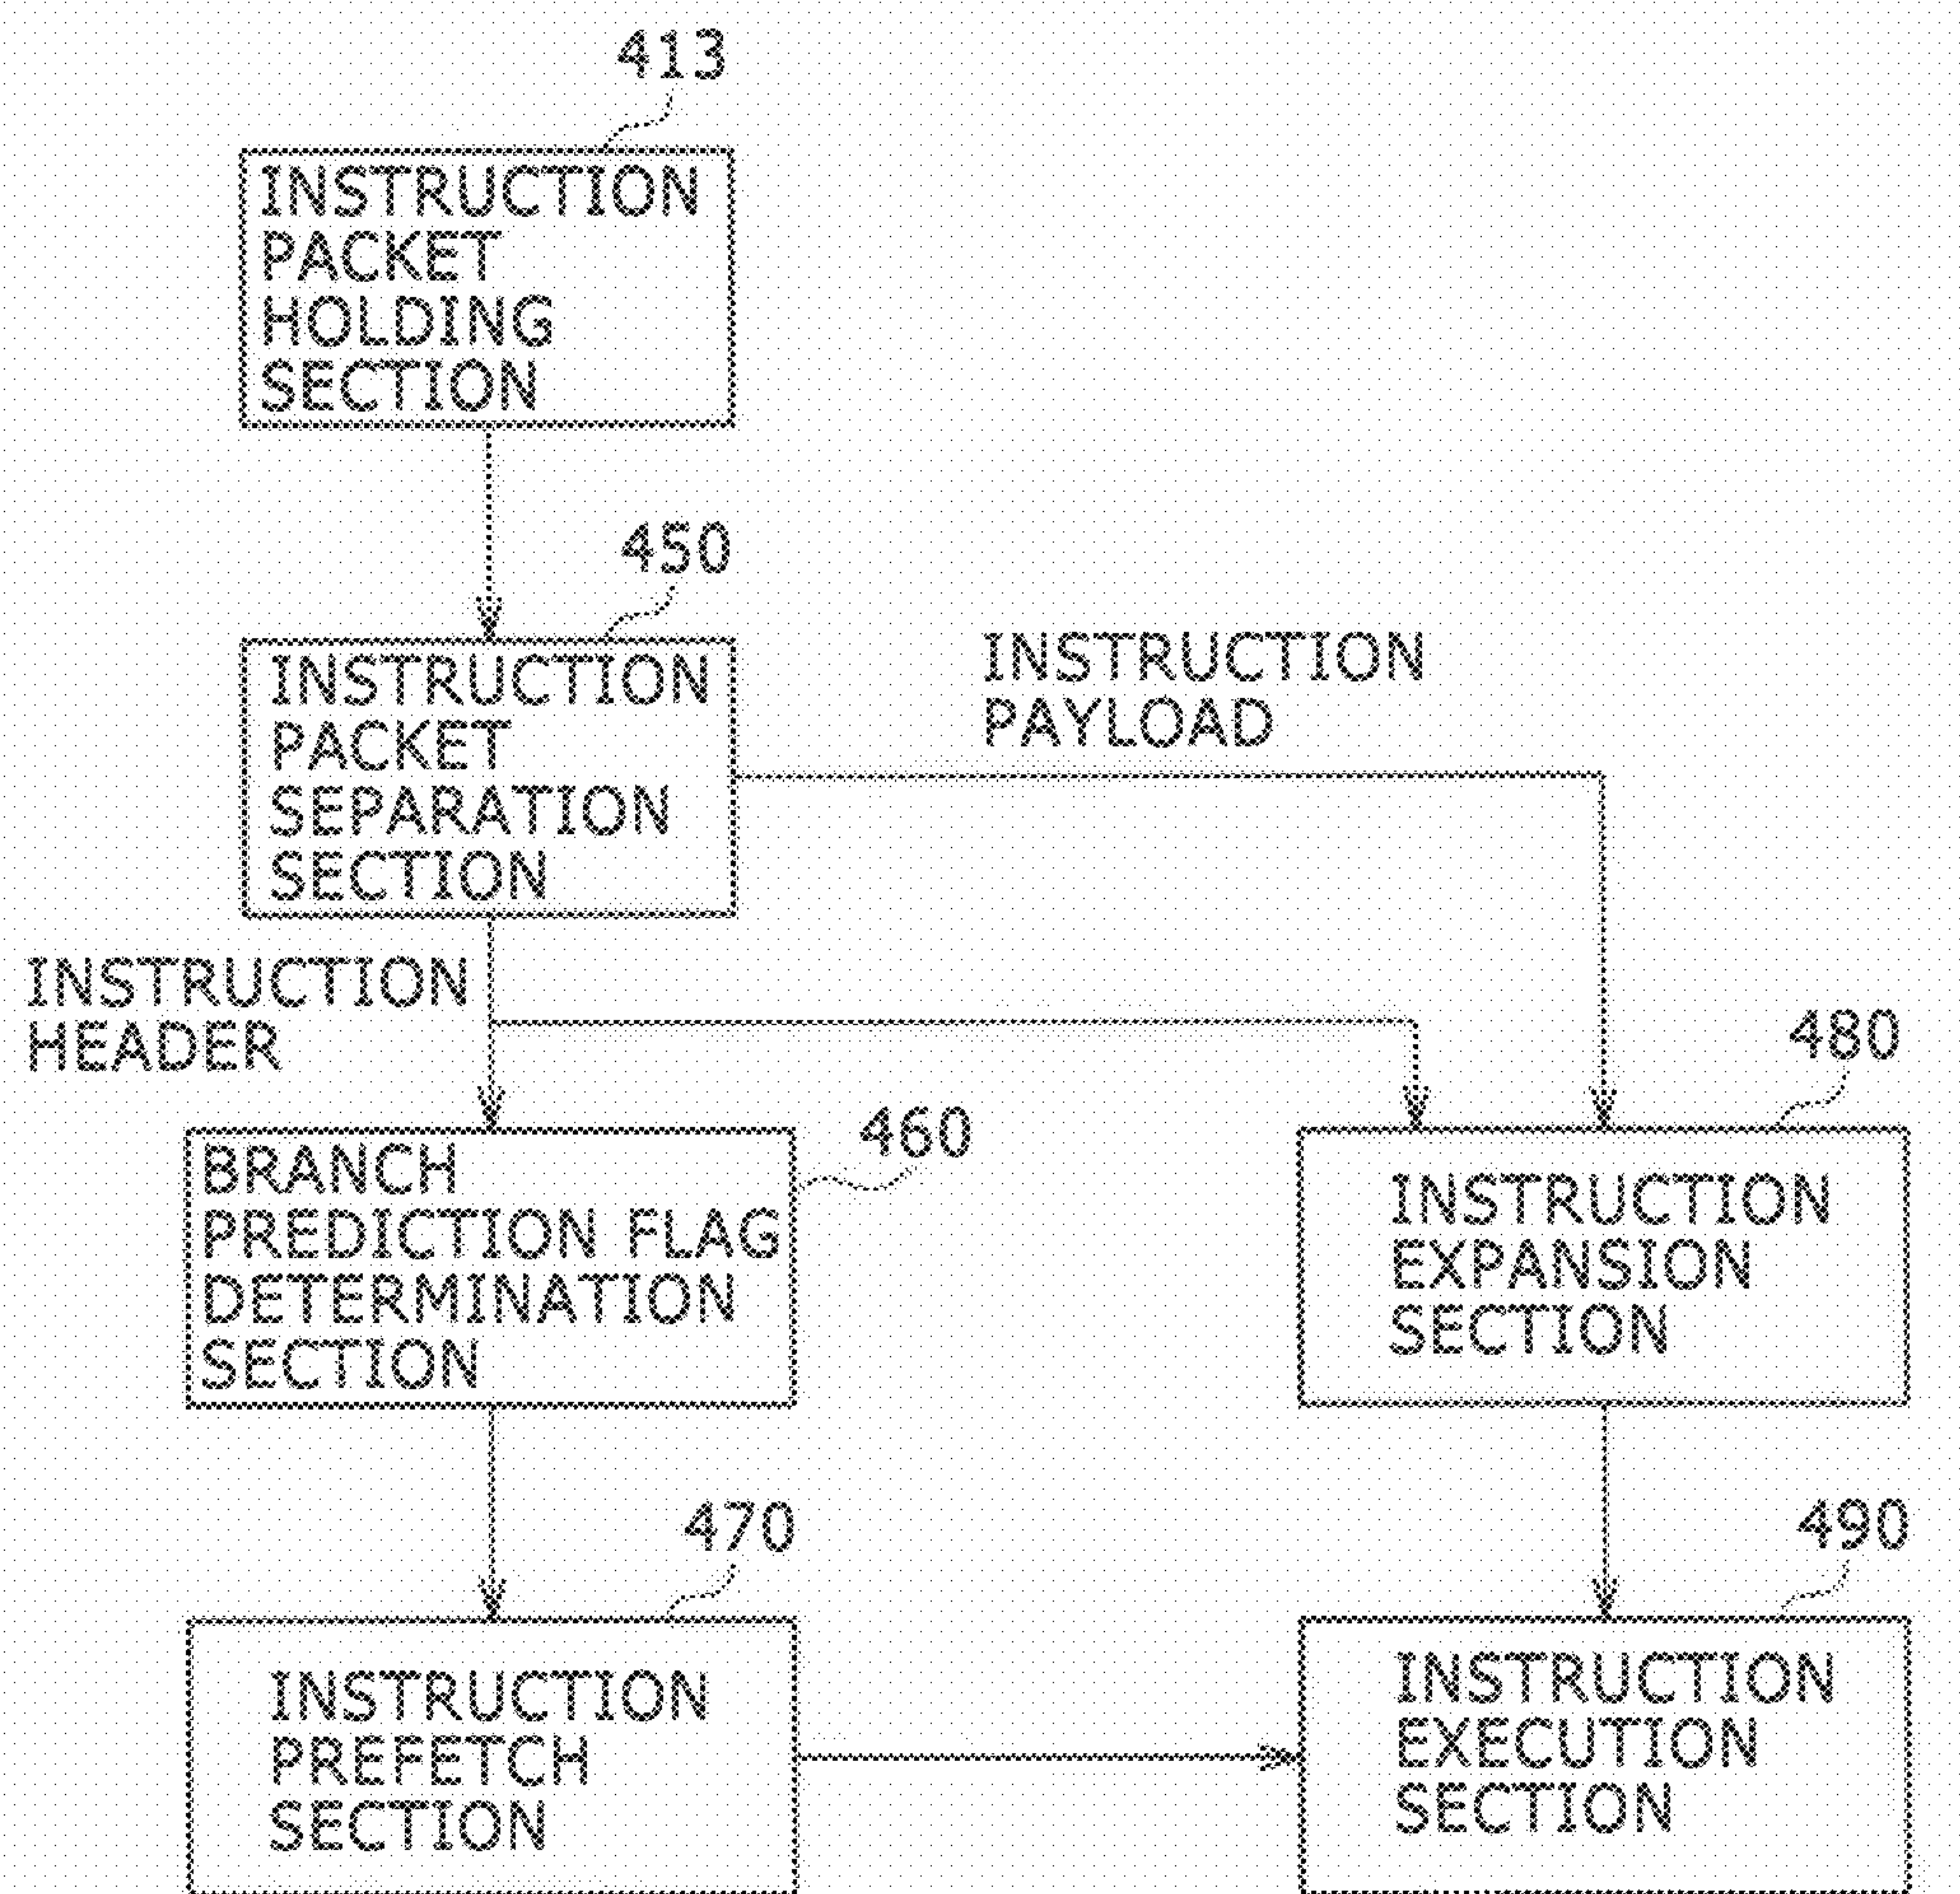 413
INSTRUCTION
PACKET
HOLDING
SECTION
450
INSTRUCTION
PACKET
SEPARATION
SECTION
INSTRUCTION
PAYLOAD
INSTRUCTION
HEADER
460
BRANCH
PREDICTION FLAG
DETERMINATION
SECTION
480
INSTRUCTION
EXPANSION
SECTION
470
INSTRUCTION
PREFETCH
SECTION
490
INSTRUCTION
EXECUTION
SECTION